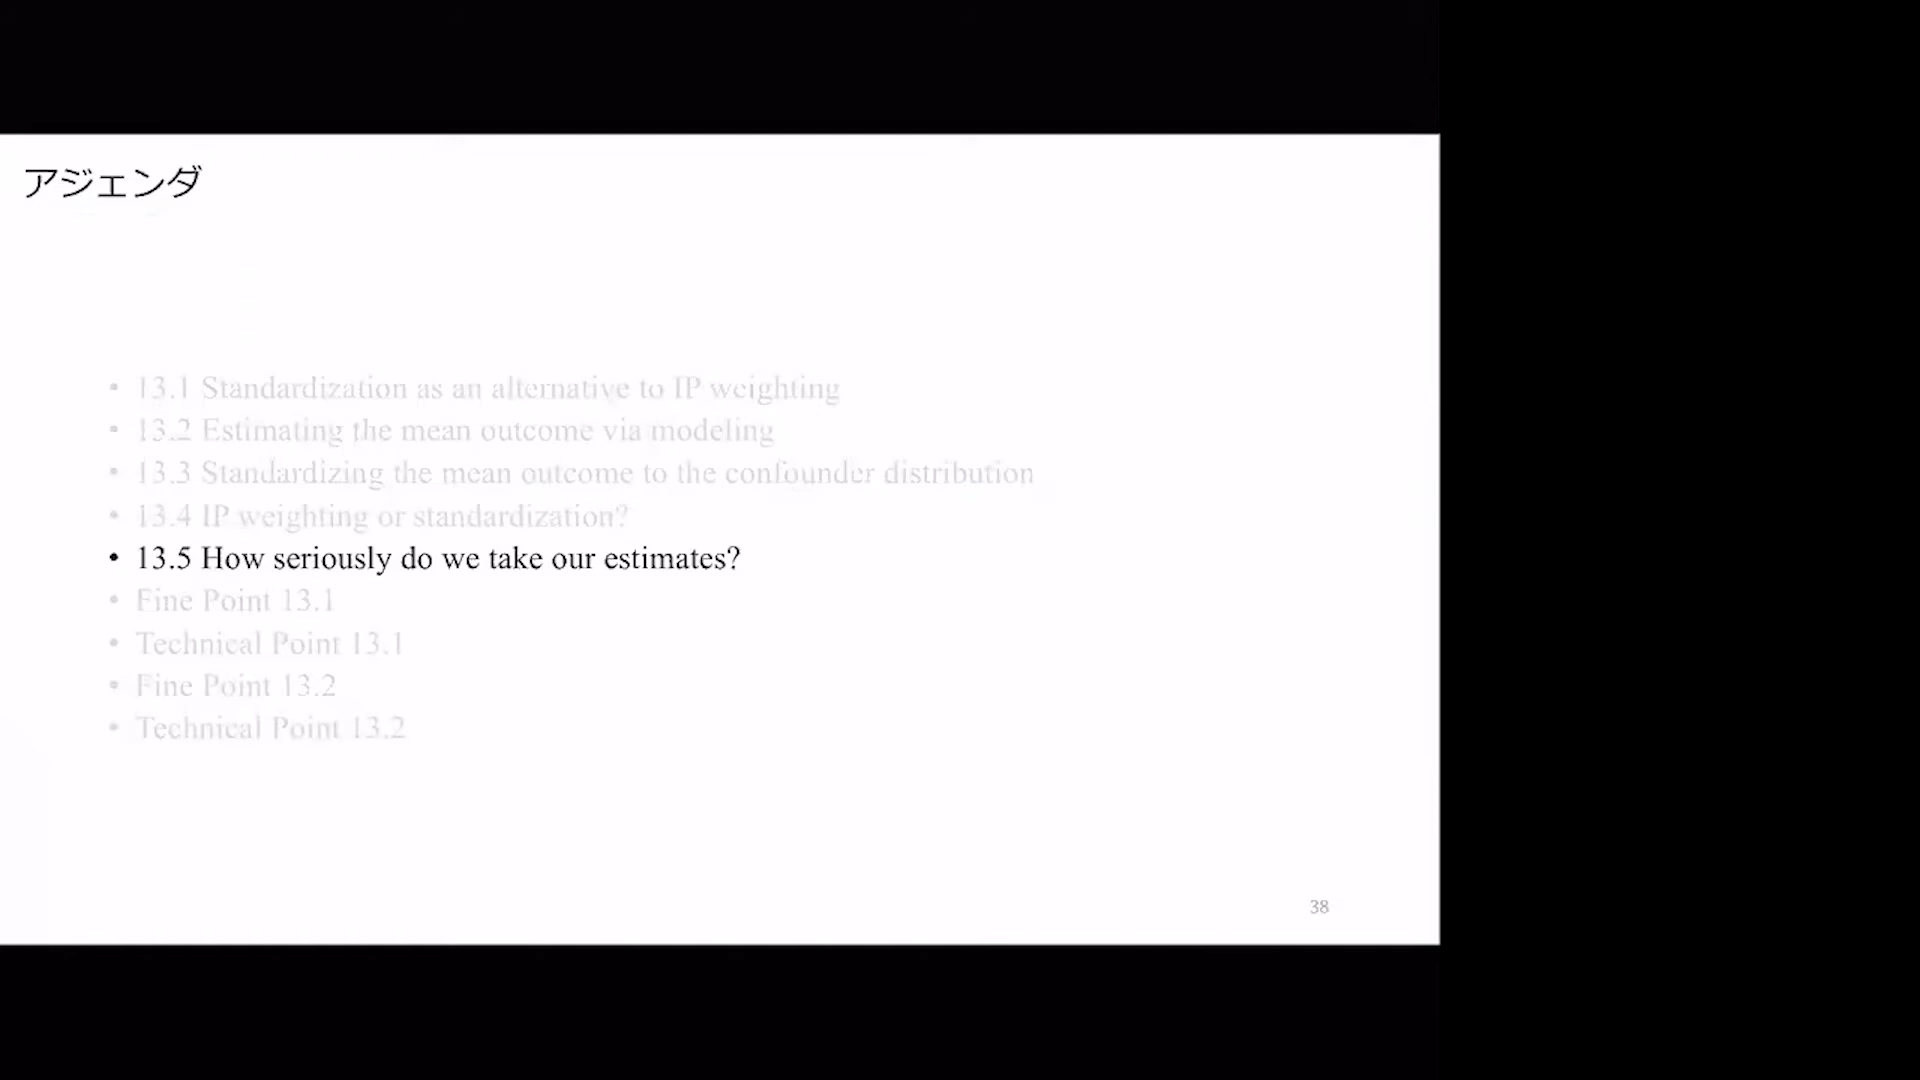 アジェンダ
• 13.1 Standardization as an alternative to IP weighting
• 13.2 Estimating the mean outcome via modeling
• 13.3 Standardizing the mean outcome to the confounder distribution
• 13.4 IP weighting or standardization?
• 13.5 How seriously do we take our estimates?
• Fine Point 13.1
• Technical Point 13.1
• Fine Point 13.2
• Technical Point 13.2
38